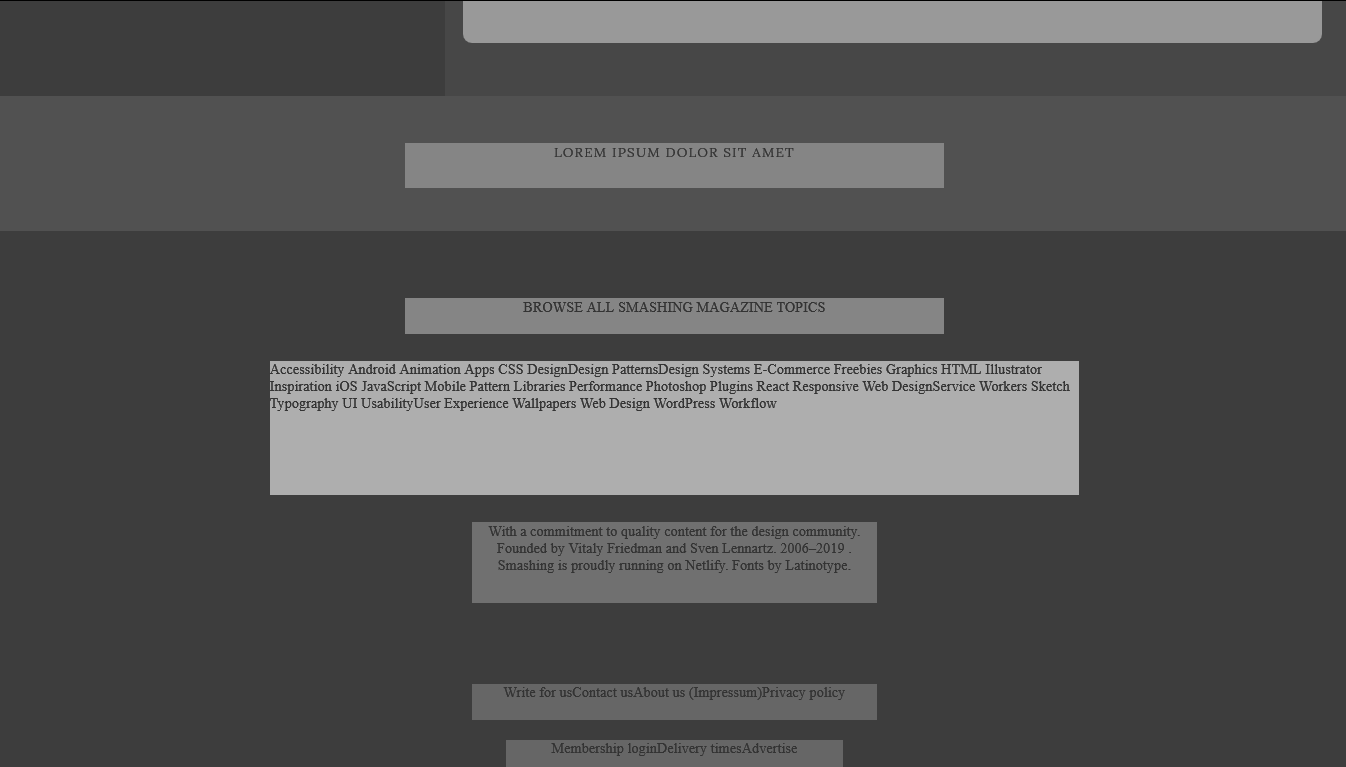 LOREM IPSUM DOLOR SIT AMET
BROWSE ALL SMASHING MAGAZINE TOPICS
Accessibility Android Animation Apps CSS DesignDesign PatternsDesign Systems E-Commerce Freebies Graphics HTML Illustrator
Inspiration iOS JavaScript Mobile Pattern Libraries Performance Photoshop Plugins React Responsive Web DesignService Workers Sketch
Typography UI UsabilityUser Experience Wallpapers Web Design WordPress Workflow
With a commitment to quality content for the design community.
Founded by Vitaly Friedman and Sven Lennartz. 2006–2019 .
Smashing is proudly running on Netlify. Fonts by Latinotype.
Write for usContact usAbout us (Impressum)Privacy policy
Membership loginDelivery timesAdvertise